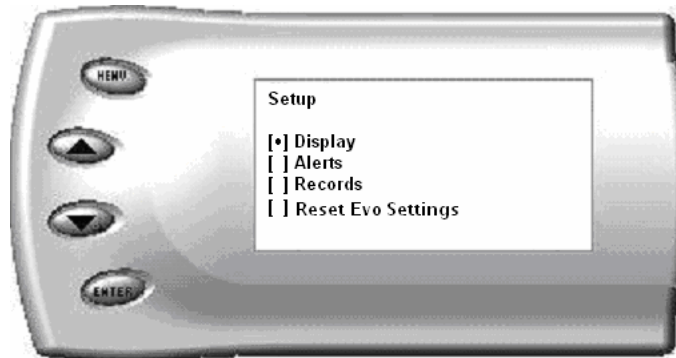 MENU
Setup
[•] Display
[ ] Alerts
[ ] Records
[ ] Reset Evo Settings
ENTER